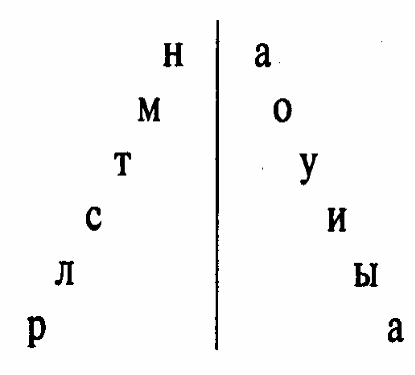 н а
м о
т у
с и
л ы
р а